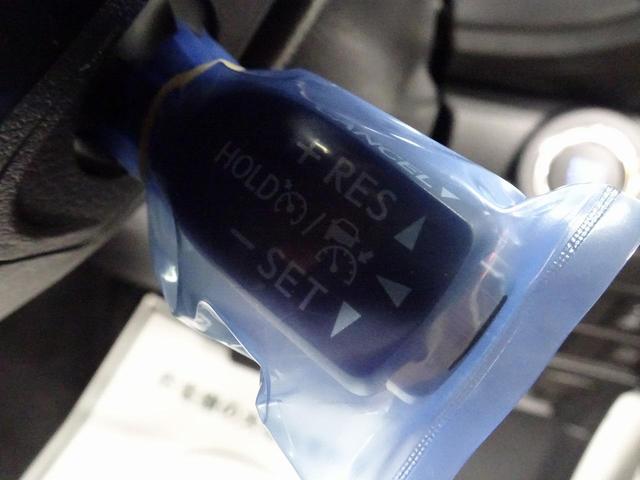 CANCEL
+ RES
HOLD /
- SET